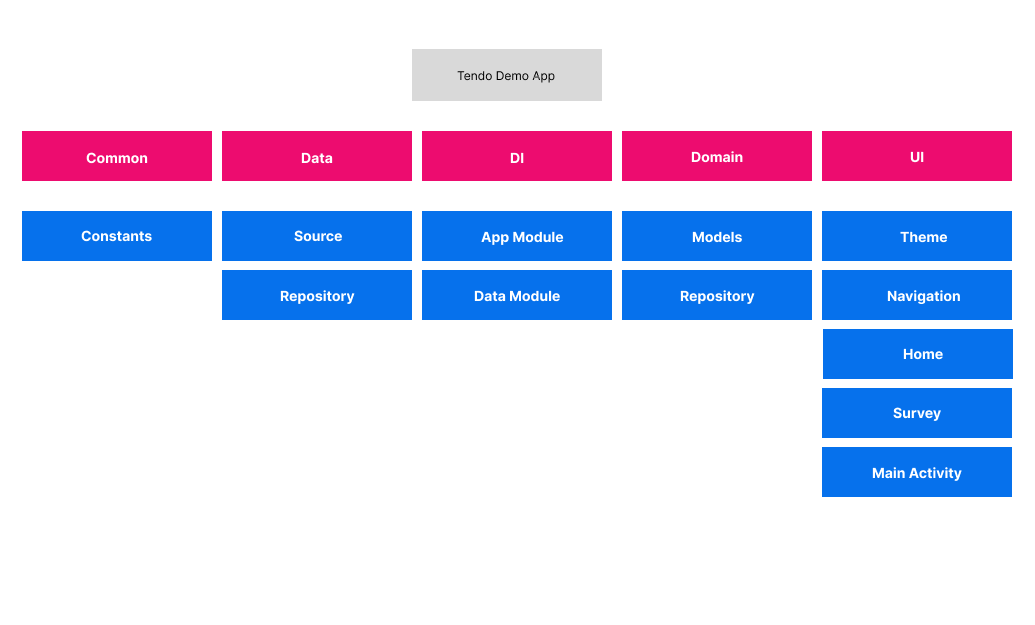 Tendo Demo App
Common
Data
DI
Domain
UI
Constants
Source
App Module
Models
Theme
Repository
Data Module
Repository
Navigation
Home
Survey
Main Activity